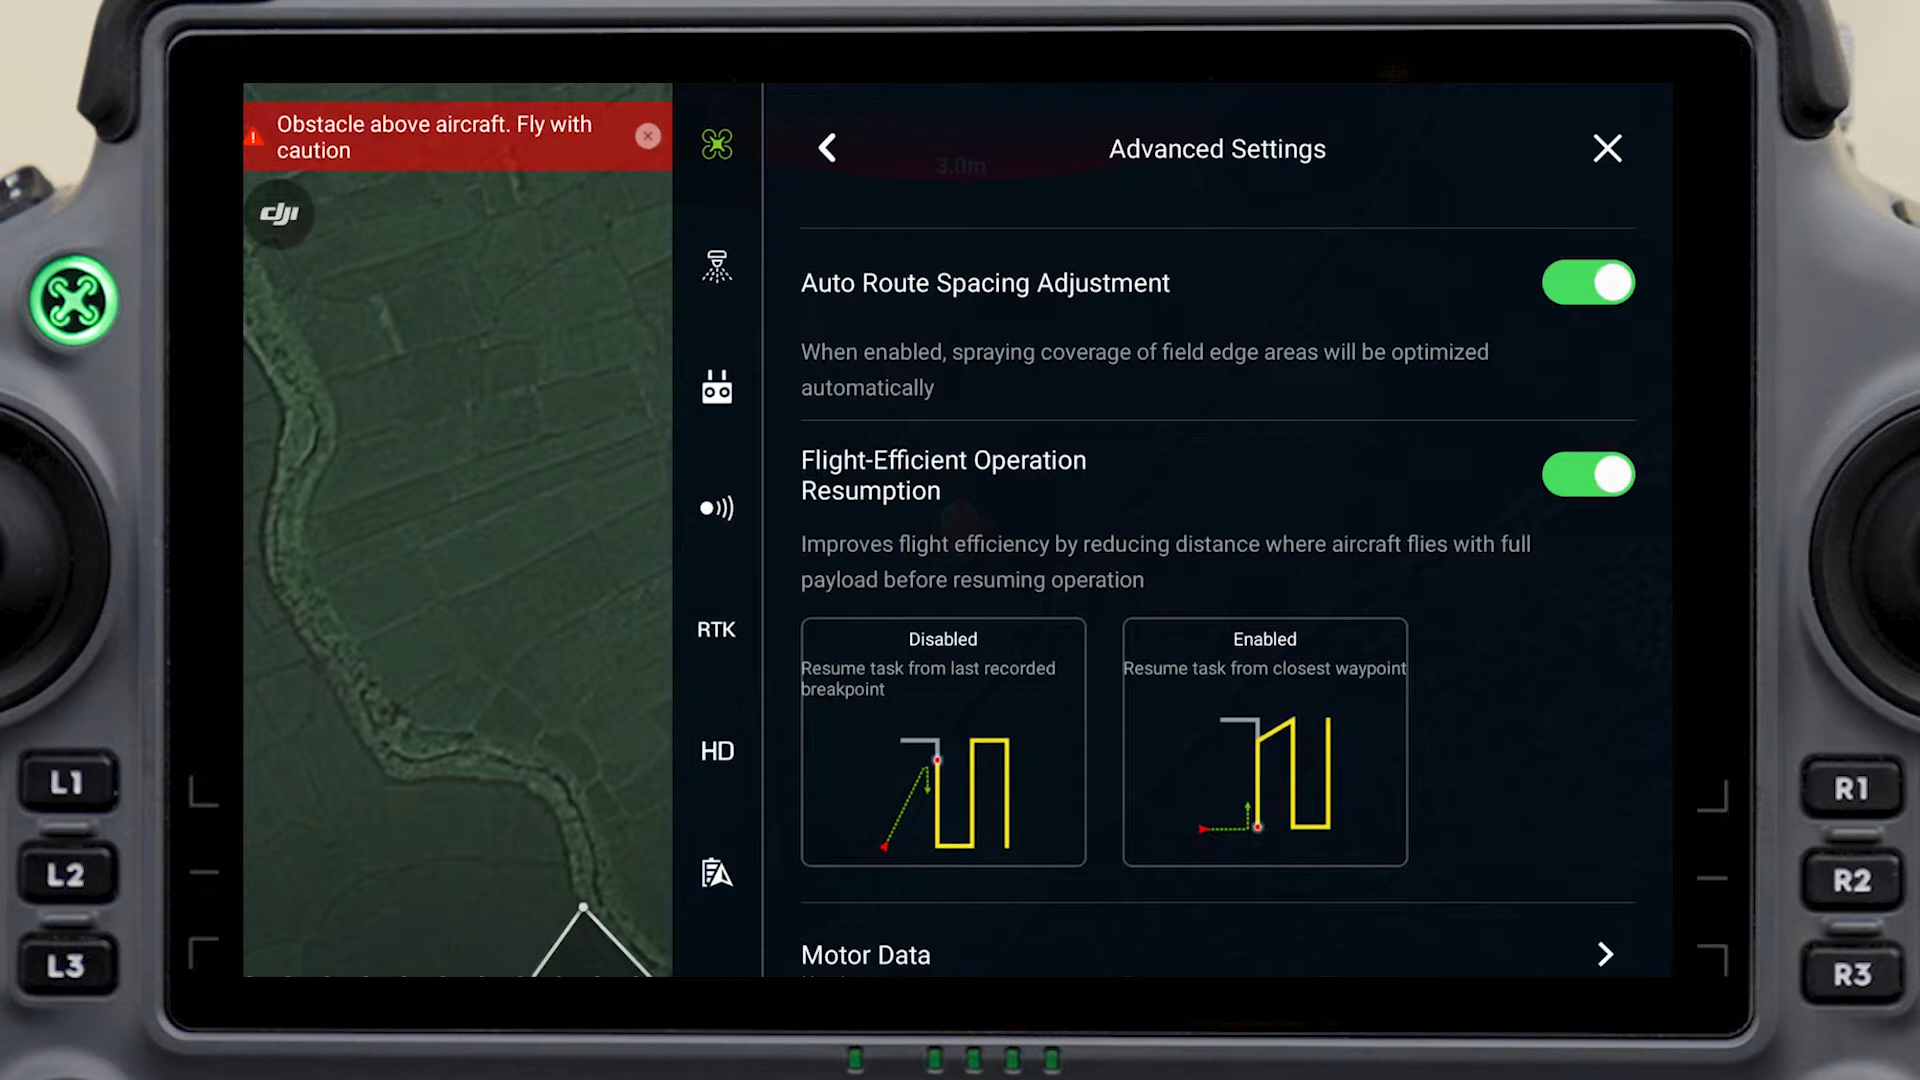 Obstacle above aircraft. Fly with
caution
dji
3.0m
Advanced Settings
Auto Route Spacing Adjustment
When enabled, spraying coverage of field edge areas will be optimized
automatically
Flight-Efficient Operation
Resumption
Improves flight efficiency by reducing distance where aircraft flies with full
payload before resuming operation
Disabled
Resume task from last recorded
breakpoint
Enabled
Resume task from closest waypoint
Motor Data
RTK
HD
L1
L2
L3
R1
R2
R3